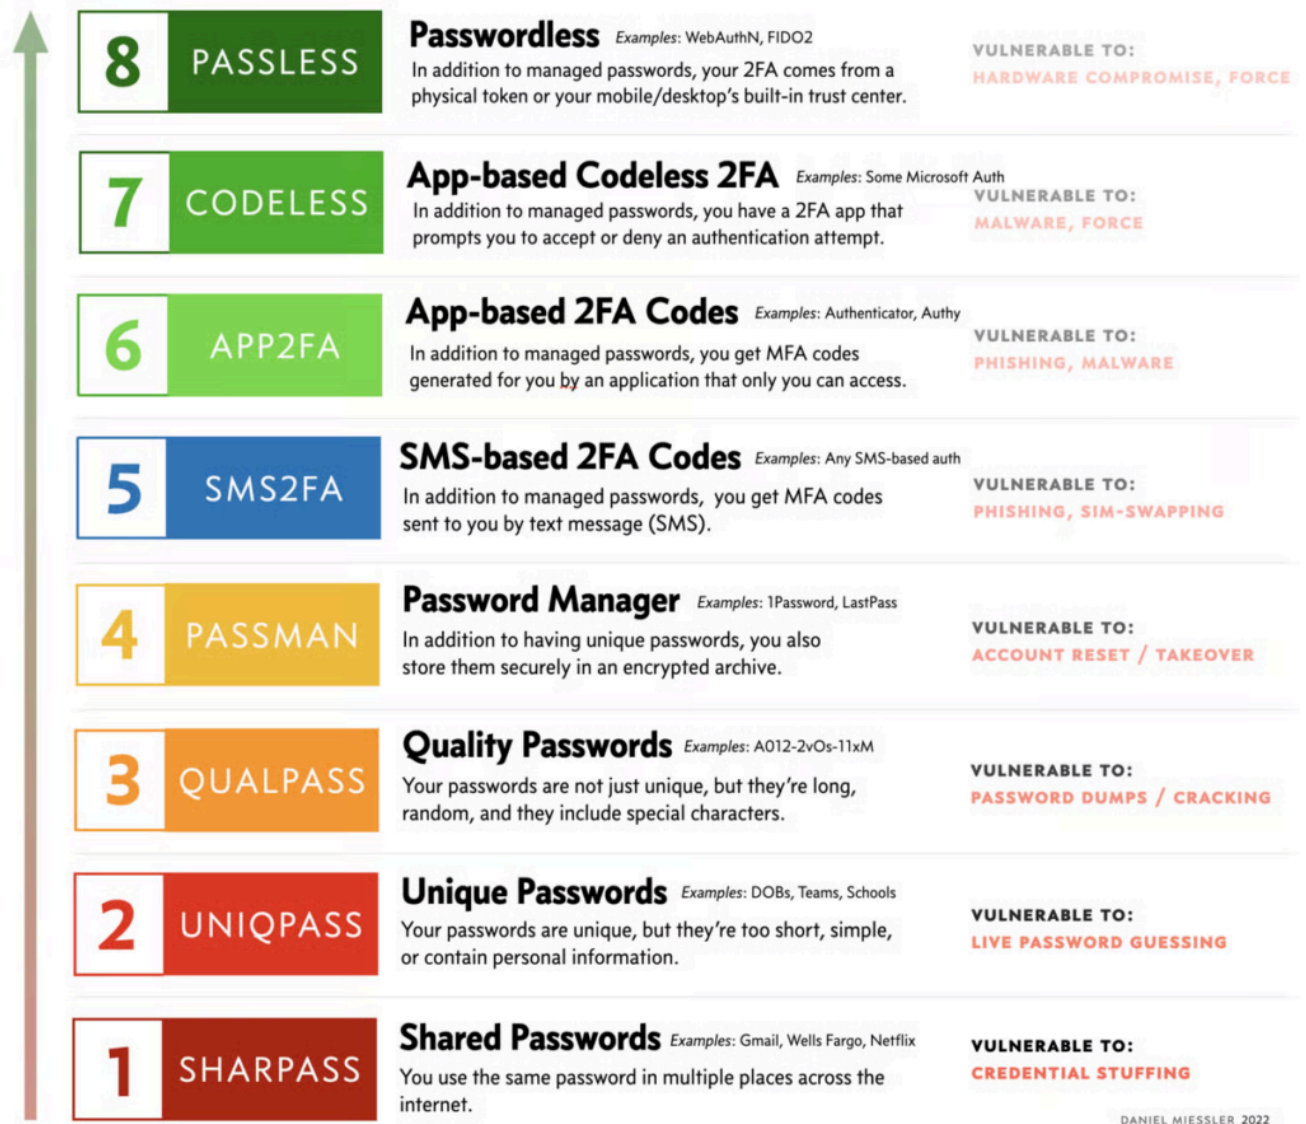 8 PASSLESS
Passwordless Examples: WebAuthN, FIDO2
In addition to managed passwords, your 2FA comes from a
physical token or your mobile/desktop's built-in trust center.
VULNERABLE TO:
HARDWARE COMPROMISE, FORCE
7 CODELESS
App-based Codeless 2FA Examples: Some Microsoft Auth
In addition to managed passwords, you have a 2FA app that
prompts you to accept or deny an authentication attempt.
VULNERABLE TO:
MALWARE, FORCE
6 APP2FA
App-based 2FA Codes Examples: Authenticator, Authy
In addition to managed passwords, you get MFA codes
generated for you by an application that only you can access.
VULNERABLE TO:
PHISHING, MALWARE
5 SMS2FA
SMS-based 2FA Codes Examples: Any SMS-based auth
In addition to managed passwords, you get MFA codes
sent to you by text message (SMS).
VULNERABLE TO:
PHISHING, SIM-SWAPPING
4 PASSMAN
Password Manager Examples: 1Password, LastPass
In addition to having unique passwords, you also
store them securely in an encrypted archive.
VULNERABLE TO:
ACCOUNT RESET / TAKEOVER
3 QUALPASS
Quality Passwords Examples: A012-2vOs-11xM
Your passwords are not just unique, but they're long,
random, and they include special characters.
VULNERABLE TO:
PASSWORD DUMPS / CRACKING
2 UNIQPASS
Unique Passwords Examples: DOBs, Teams, Schools
Your passwords are unique, but they're too short, simple,
or contain personal information.
VULNERABLE TO:
LIVE PASSWORD GUESSING
1 SHARPASS
Shared Passwords Examples: Gmail, Wells Fargo, Netflix
You use the same password in multiple places across the
internet.
VULNERABLE TO:
CREDENTIAL STUFFING
DANIEL MIESSLER 2022